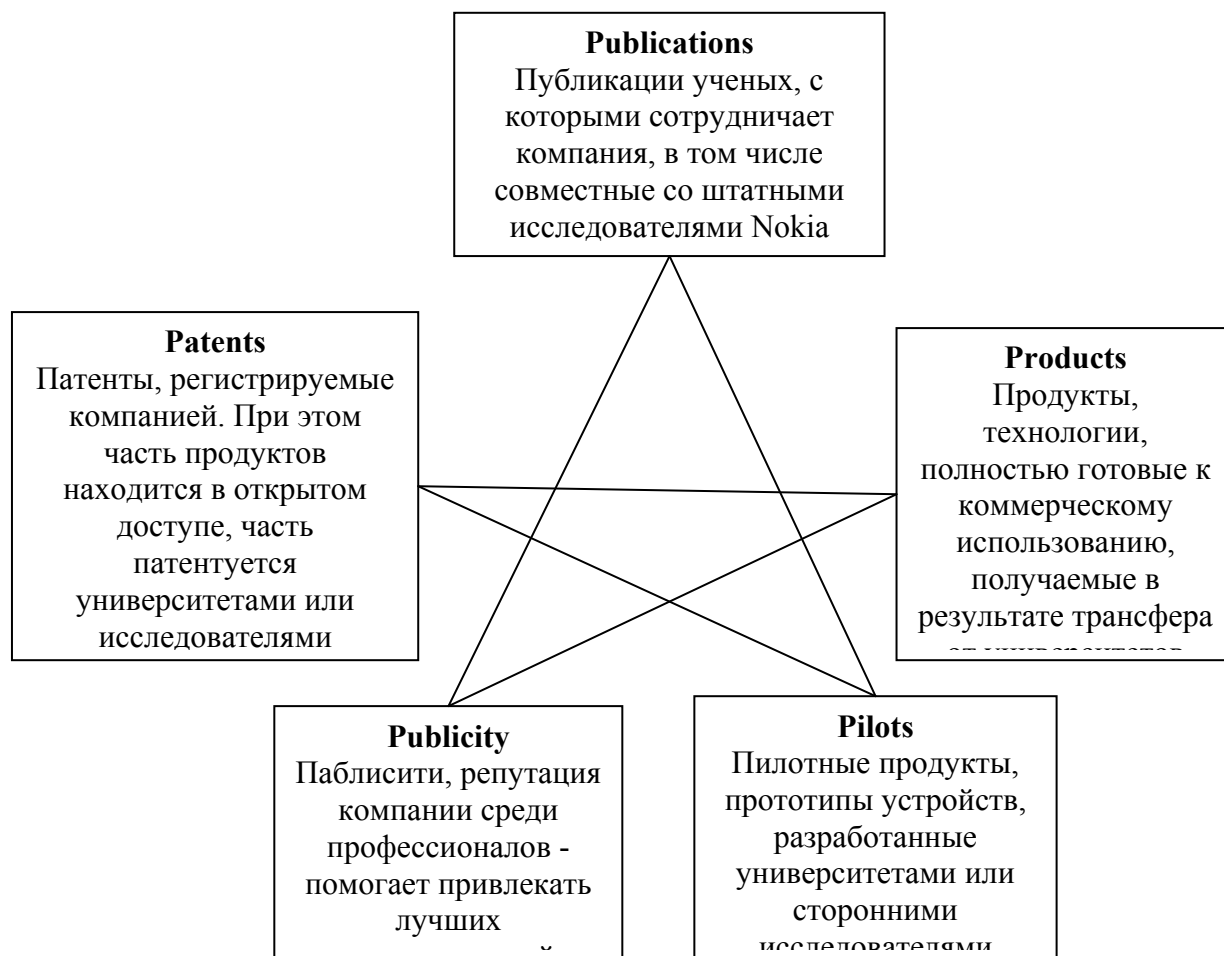 Publications
Публикации ученых, с
которыми сотрудничает
компания, в том числе
совместные со штатными
исследователями Nokia
Patents
Патенты, регистрируемые
компанией. При этом
часть продуктов
находится в открытом
доступе, часть
патентуется
университетами или
исследователями
Products
Продукты,
технологии,
полностью готовые к
коммерческому
использованию,
получаемые в
результате трансфера
от университетов
Publicity
Паблисити, репутация
компании среди
профессионалов -
помогает привлекать
лучших
Pilots
Пилотные продукты,
прототипы устройств,
разработанные
университетами или
сторонними
исследователями